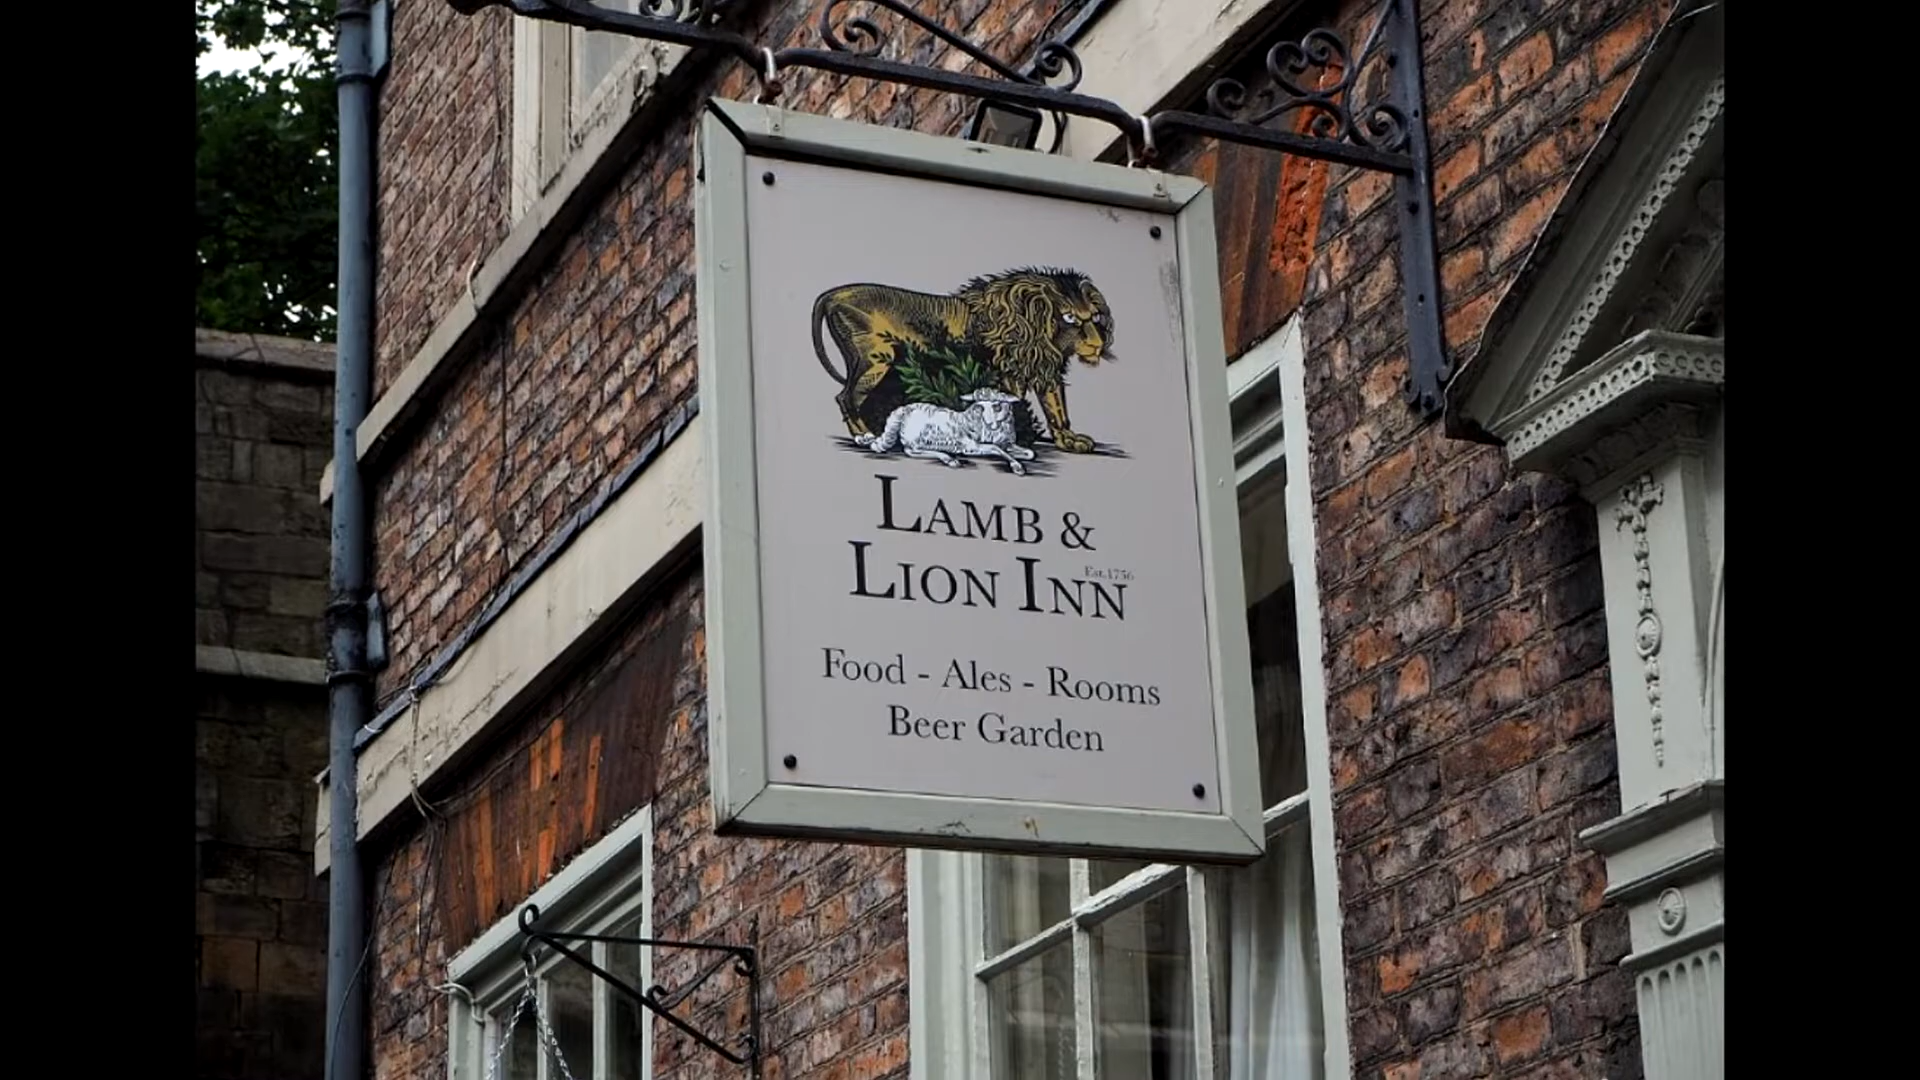 LAMB &
LION INN
Est.1756
Food - Ales - Rooms
Beer Garden